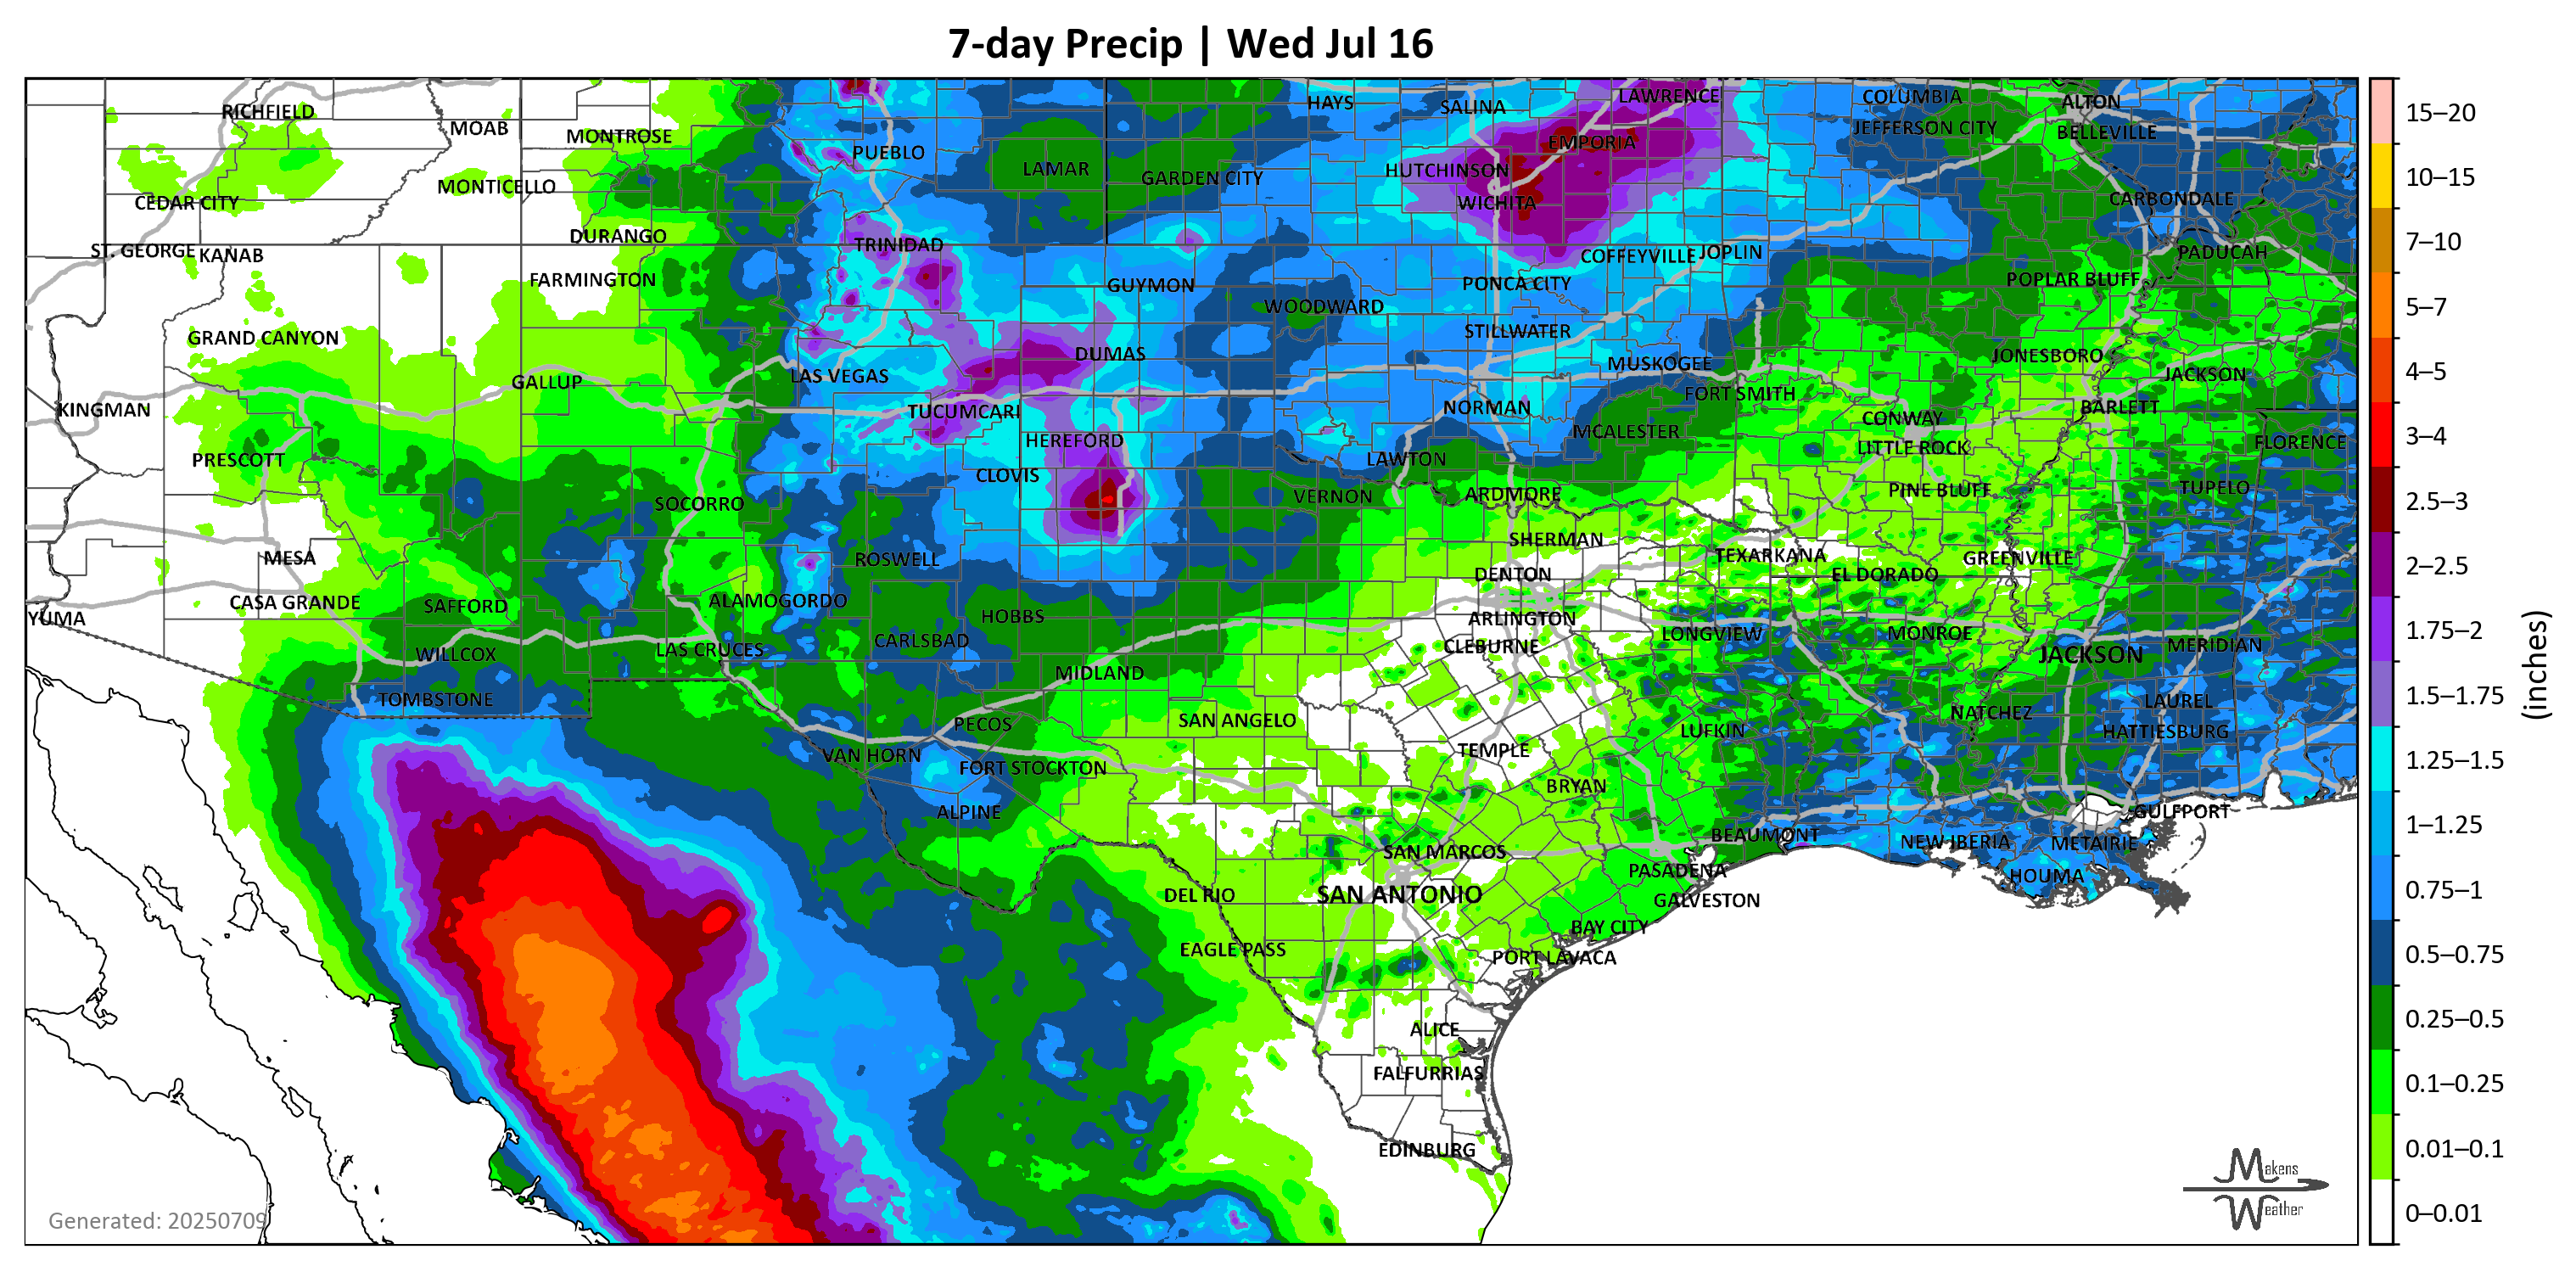 7-day Precip | Wed Jul 16
RICHFIELD
MOAB
MONTROSE
PUEBLO
LAMAR
GARDEN CITY
HAYS
SALINA
LAWRENCE
EMPORIA
HUTCHINSON
WICHITA
COLUMBIA
JEFFERSON CITY
ALTON
BELLEVILLE
CARBONDALE
MONTICELLO
CEDAR CITY
DURANGO
TRINIDAD
ST. GEORGE
KANAB
FARMINGTON
GUYMON
WOODWARD
PONCA CITY
COFFEYVILLE
JOPLIN
POPLAR BLUFF
PADUCAH
GRAND CANYON
STILLWATER
DUMAS
JONESBORO
MUSKOGEE
GALLUP
LAS VEGAS
JACKSON
FORT SMITH
KINGMAN
TUCUMCARI
NORMAN
BARLETT
CONWAY
MCALESTER
HEREFORD
FLORENCE
LITTLE ROCK
PRESCOTT
LAWTON
CLOVIS
TUPELO
PINE BLUFF
VERNON
ARDMORE
SOCORRO
SHERMAN
MESA
ROSWELL
TEXARKANA
GREENVILLE
DENTON
EL DORADO
CASA GRANDE
SAFFORD
ALAMOGORDO
HOBBS
YUMA
ARLINGTON
LONGVIEW
MONROE
CARLSBAD
CLEBURNE
LAS CRUCES
WILLCOX
JACKSON
MERIDIAN
MIDLAND
TOMBSTONE
LAUREL
NATCHEZ
PECOS
SAN ANGELO
LUFKIN
HATTIESBURG
VAN HORN
TEMPLE
FORT STOCKTON
BRYAN
ALPINE
GULFPORT
BEAUMONT
NEW IBERIA
METAIRIE
SAN MARCOS
PASADENA
HOUMA
DEL RIO
SAN ANTONIO
GALVESTON
BAY CITY
EAGLE PASS
PORT LAVACA
ALICE
FALFURRIAS
EDINBURG
Generated: 20250709
Makens
Weather
15–20
10–15
7–10
5–7
4–5
3–4
2.5–3
2–2.5
1.75–2
1.5–1.75
1.25–1.5
1–1.25
0.75–1
0.5–0.75
0.25–0.5
0.1–0.25
0.01–0.1
0–0.01
(inches)